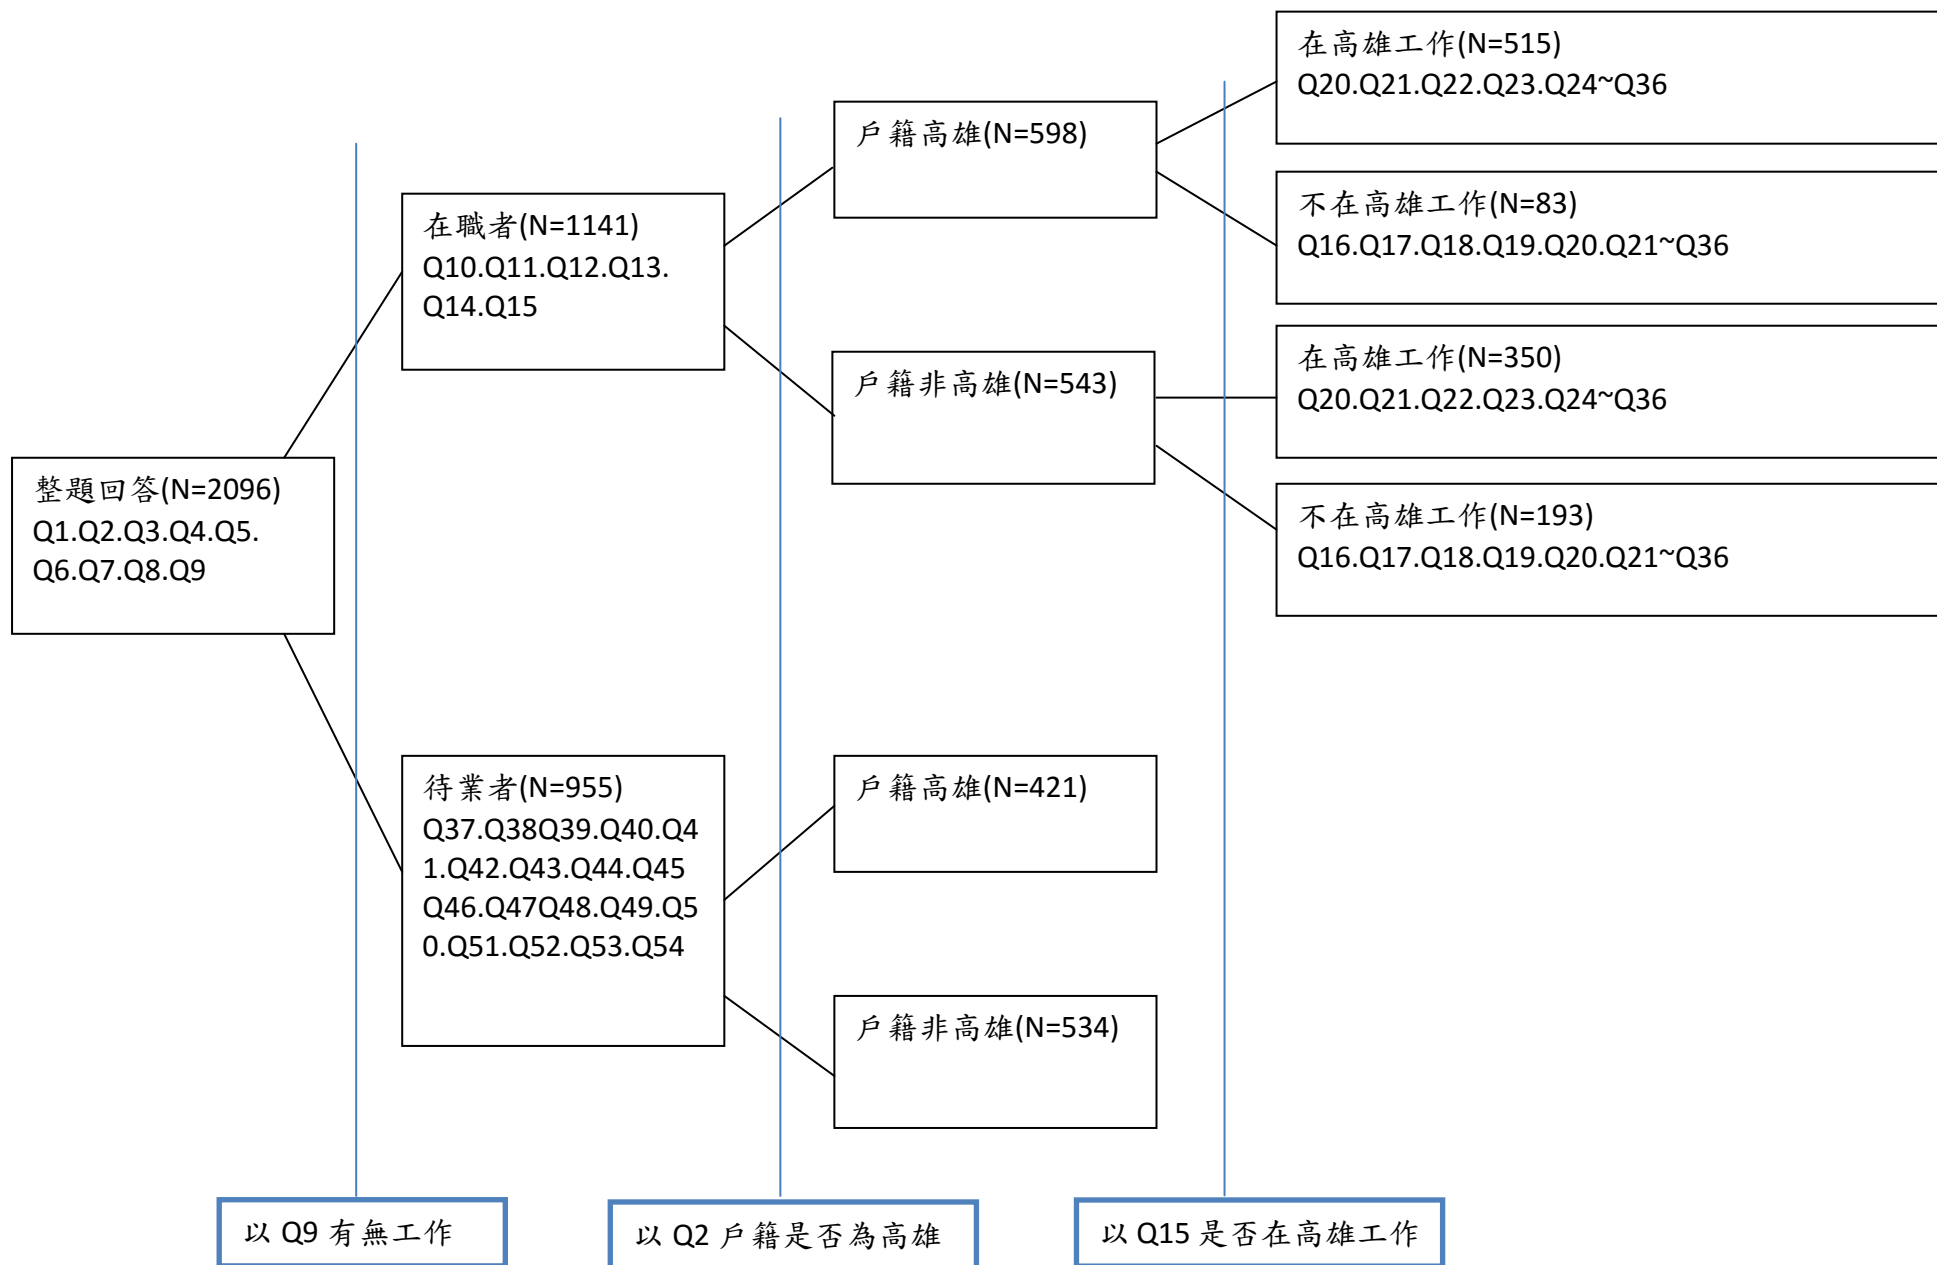 整題回答(N=2096)
Q1.Q2.Q3.Q4.Q5.
Q6.Q7.Q8.Q9
在職者(N=1141)
Q10.Q11.Q12.Q13.
Q14.Q15
戶籍高雄(N=598)
在高雄工作(N=515)
Q20.Q21.Q22.Q23.Q24~Q36
不在高雄工作(N=83)
Q16.Q17.Q18.Q19.Q20.Q21~Q36
戶籍非高雄(N=543)
在高雄工作(N=350)
Q20.Q21.Q22.Q23.Q24~Q36
不在高雄工作(N=193)
Q16.Q17.Q18.Q19.Q20.Q21~Q36
待業者(N=955)
Q37.Q38Q39.Q40.Q4
1.Q42.Q43.Q44.Q45
Q46.Q47Q48.Q49.Q5
0.Q51.Q52.Q53.Q54
戶籍高雄(N=421)
戶籍非高雄(N=534)
以 Q9 有無工作
以 Q2 戶籍是否為高雄
以 Q15 是否在高雄工作